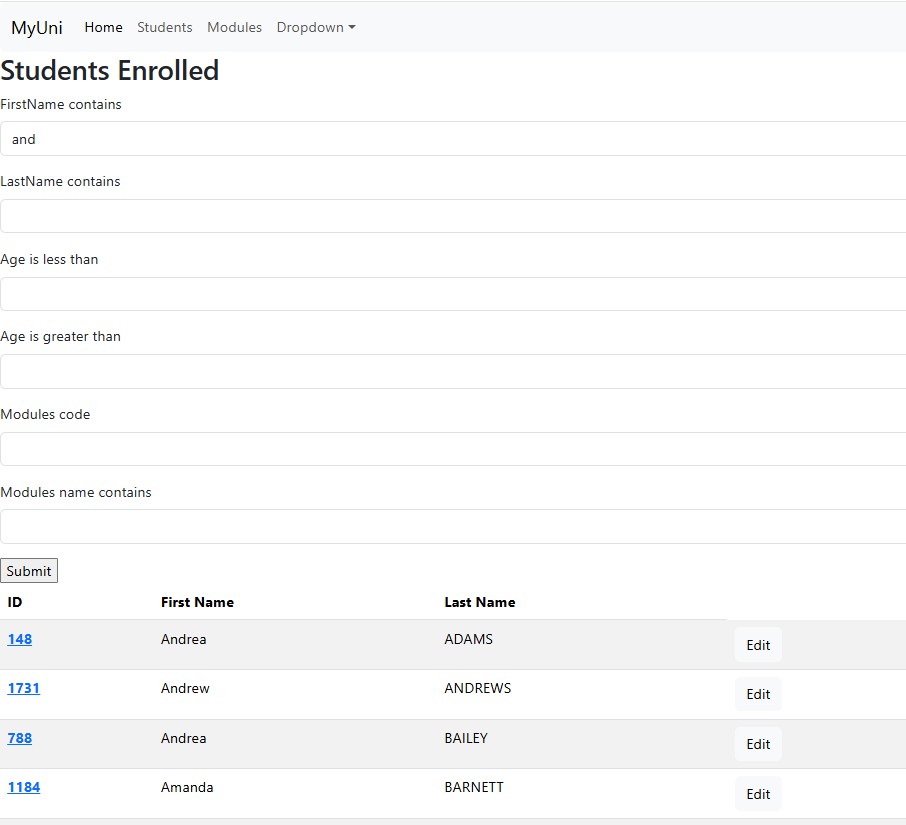 MyUni Home Students Modules Dropdown
Students Enrolled
FirstName contains
and
LastName contains
Age is less than
Age is greater than
Modules code
Modules name contains
Submit
ID First Name Last Name
148 Andrea ADAMS Edit
1731 Andrew ANDREWS Edit
788 Andrea BAILEY Edit
1184 Amanda BARNETT Edit